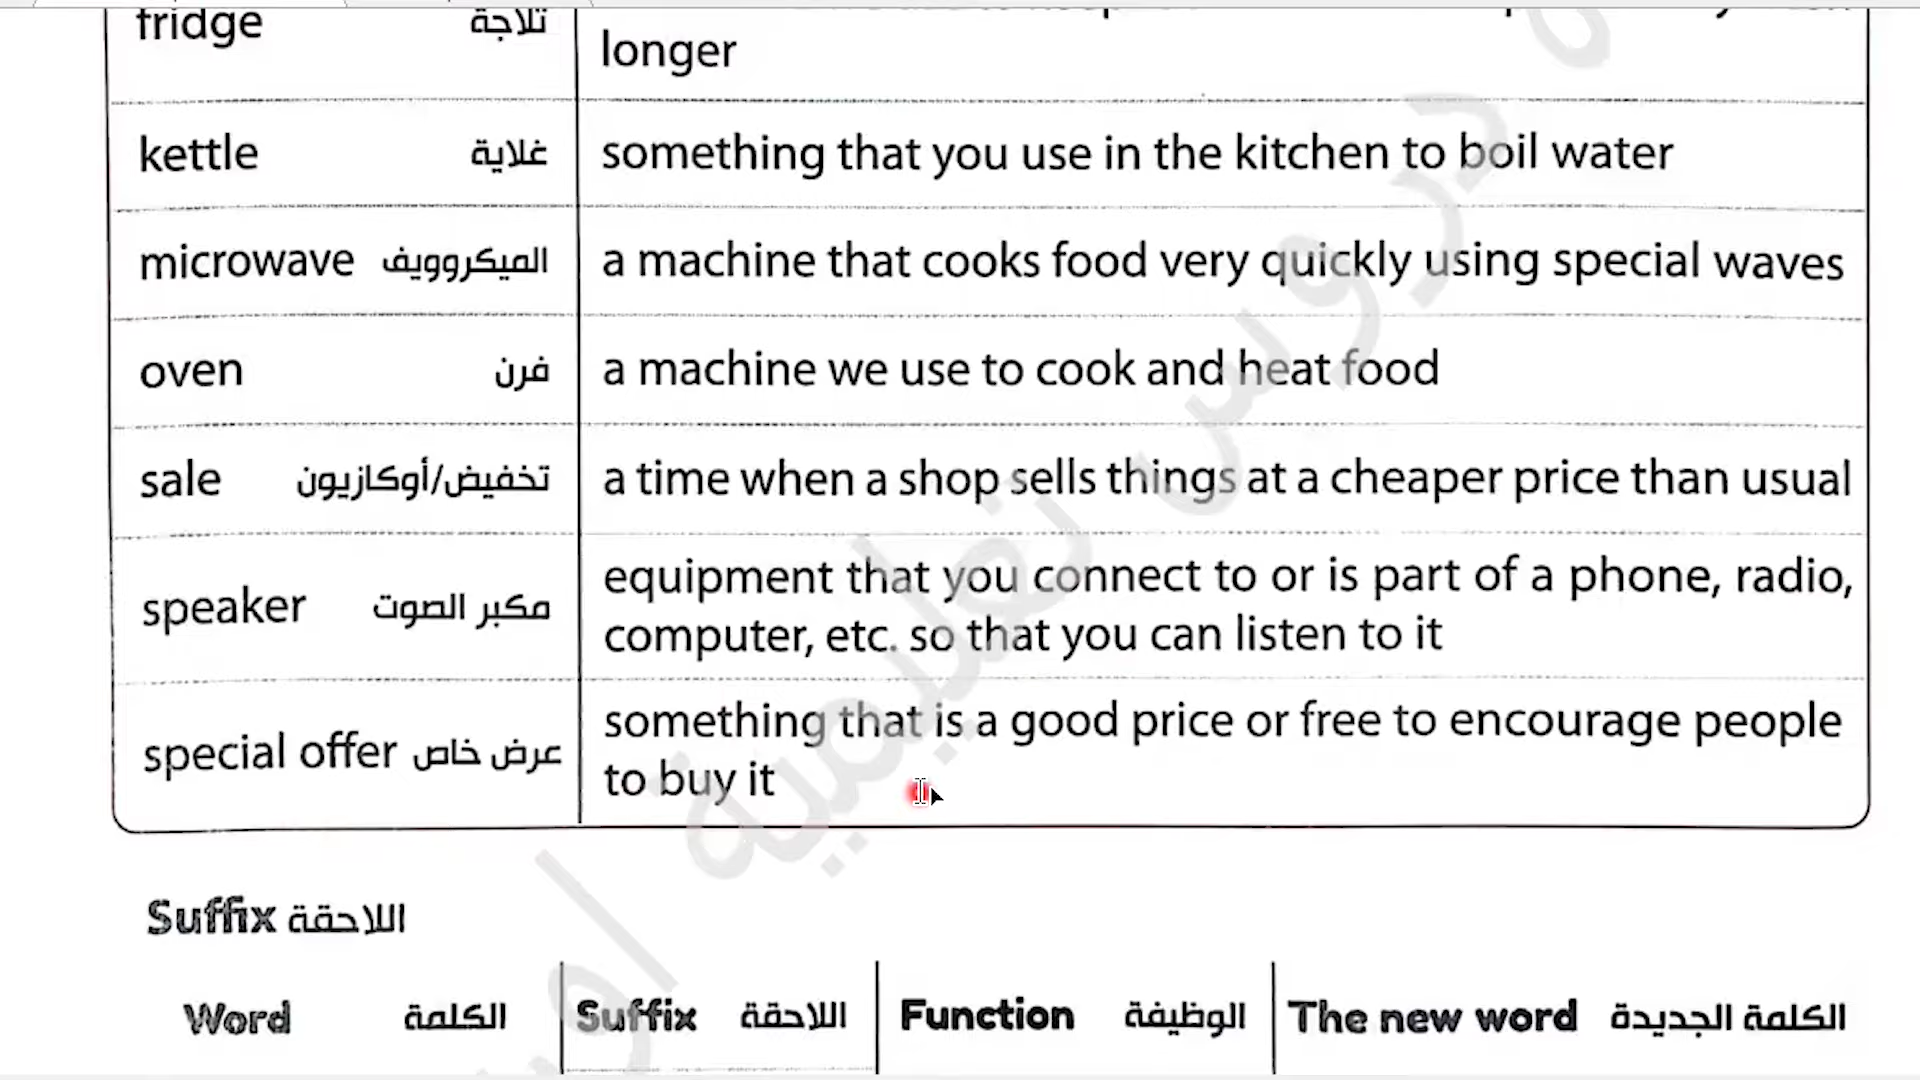 fridge ثلاجة
longer
kettle غلاية something that you use in the kitchen to boil water
microwave الميكروويف a machine that cooks food very quickly using special waves
oven فرن a machine we use to cook and heat food
sale تخفيض/أوكازيون a time when a shop sells things at a cheaper price than usual
speaker مكبر الصوت equipment that you connect to or is part of a phone, radio,
computer, etc. so that you can listen to it
special offer عرض خاص something that is a good price or free to encourage people
to buy it
Suffix اللاحقة
Word الكلمة Suffix اللاحقة Function الوظيفة The new word الكلمة الجديدة
دروس تعليمية